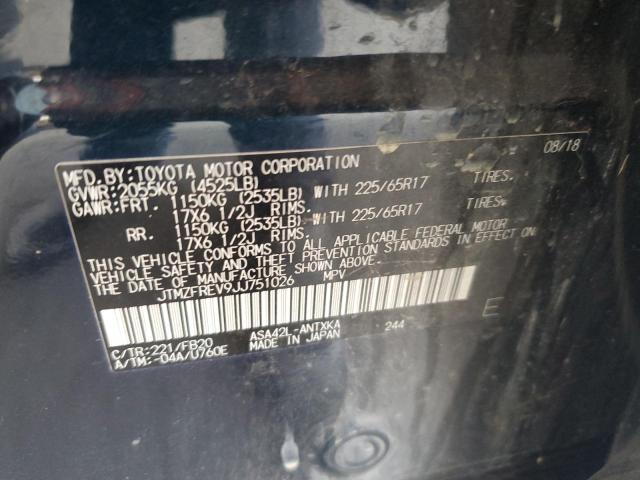 MFD.BY:TOYOTA MOTOR CORPORATION 08/18
GVWR:2055KG (4525LB)
GAWR:FRT- 1150KG (2535LB) WITH 225/65R17 TIRES.
17X6 1/2J RIMS.
RR. 1150KG (2535LB) WITH 225/65R17 TIRES.
17X6 1/2J RIMS.
THIS VEHICLE CONFORMS TO ALL APPLICABLE FEDERAL MOTOR
VEHICLE SAFETY AND THEFT PREVENTION STANDARDS IN EFFECT ON
THE DATE OF MANUFACTURE SHOWN ABOVE.
JTMZFREV9JJ751026 MPV
E
C/TR:221/FB20 ASA42L-ANTXKA 244
A/TM:-04A/U760E MADE IN JAPAN